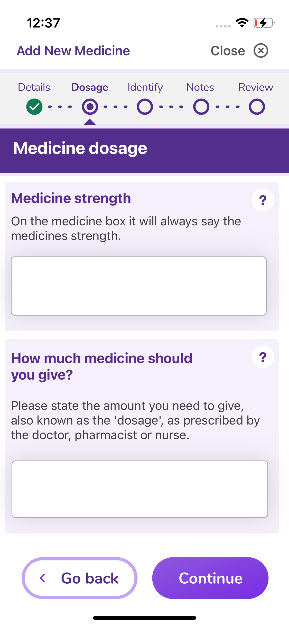 12:37
Add New Medicine
Close
Details Dosage Identify Notes Review
Medicine dosage
Medicine strength
?
On the medicine box it will always say the
medicines strength.
How much medicine should
you give?
?
Please state the amount you need to give,
also known as the 'dosage', as prescribed by
the doctor, pharmacist or nurse.
Go back
Continue